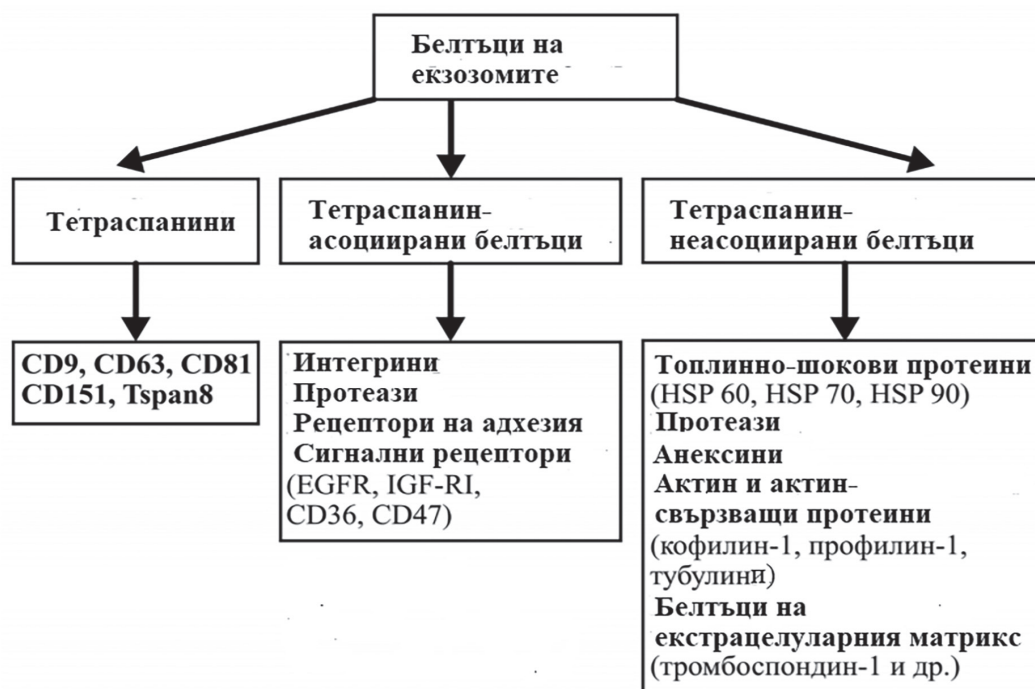 Белтъци на
екзозомите
Тетраспанини
Тетраспанин-
асоциирани белтъци
Тетраспанин-
неасоциирани белтъци
CD9, CD63, CD81
CD151, Tspan8
Интегрини
Протеази
Рецептори на адхезия
Сигнални рецептори
(EGFR, IGF-RI,
CD36, CD47)
Топлинно-шокови протеини
(HSP 60, HSP 70, HSP 90)
Протеази
Анексини
Актин и актин-
свързващи протеини
(кофилин-1, профилин-1,
тубулини)
Белтъци на
екстрацелуларния матрикс
(тромбоспондин-1 и др.)